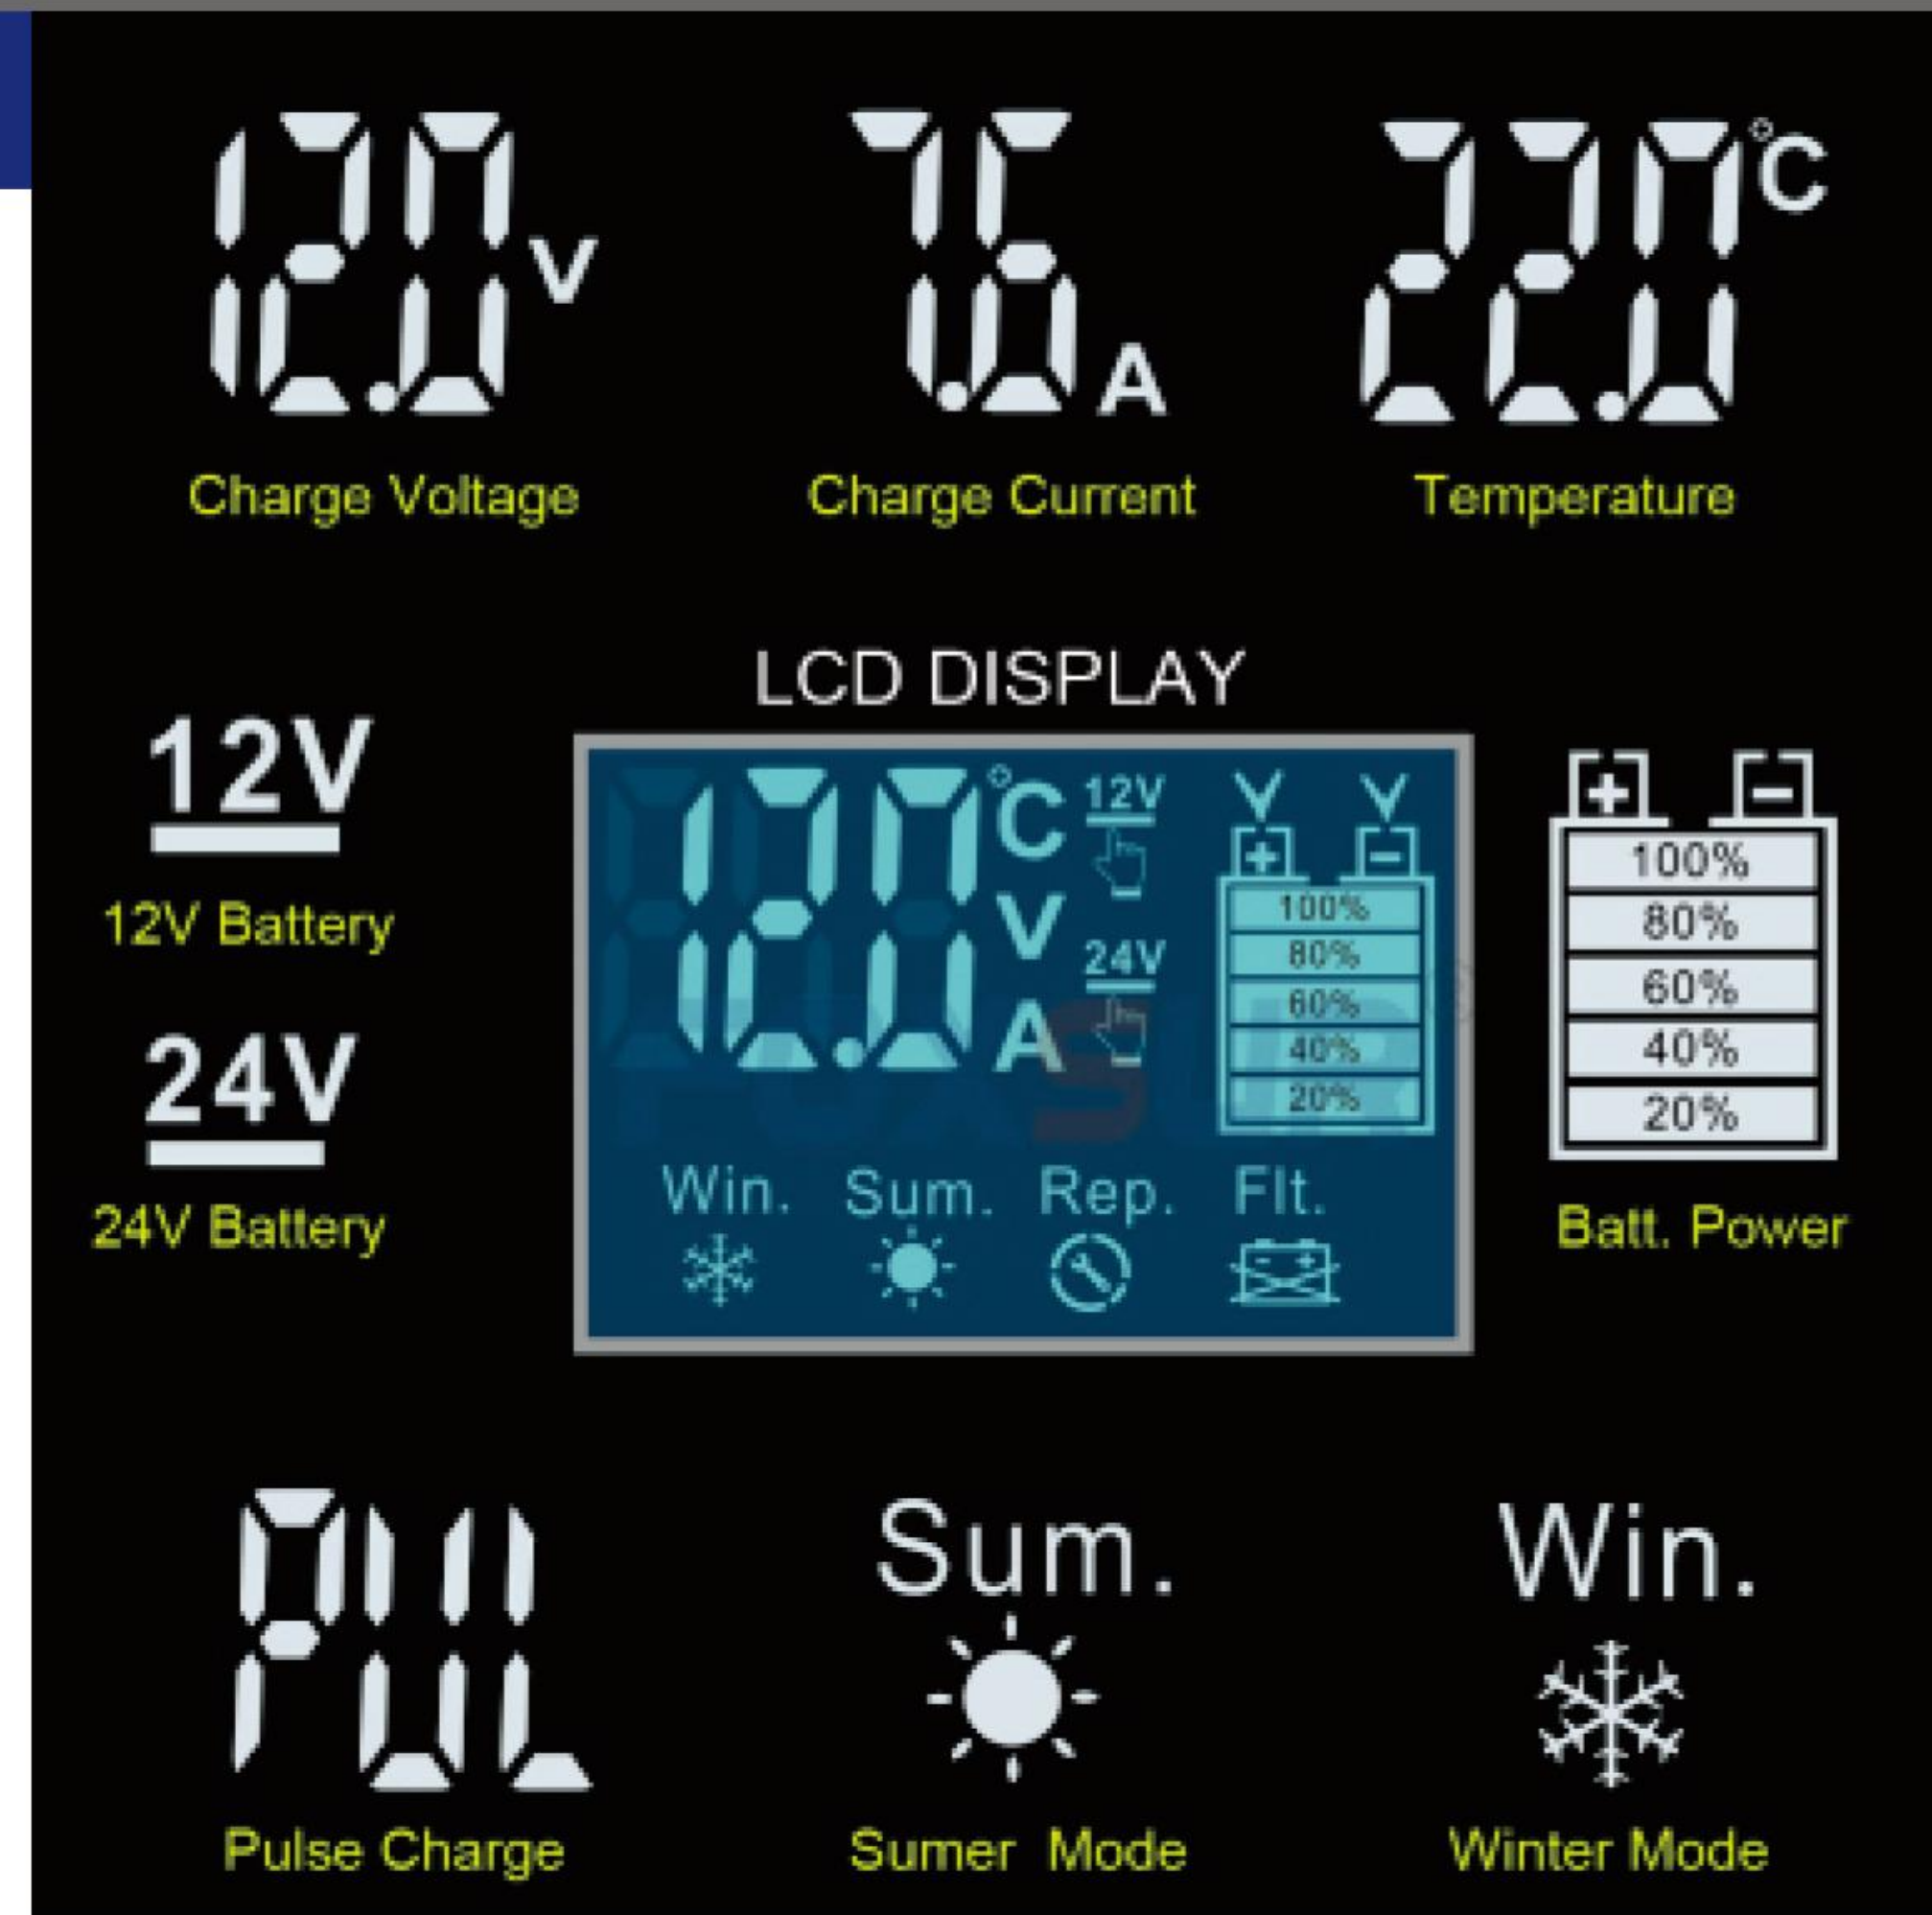 12.0 V
Charge Voltage
7.6 A
Charge Current
22.0 °C
Temperature
LCD DISPLAY
12V
12V Battery
24V
24V Battery
12.0 °C V A
12V
24V
+ -
100%
80%
60%
40%
20%
Win. Sum. Rep. Flt.
+ -
100%
80%
60%
40%
20%
Batt. Power
PUL
Pulse Charge
Sum.
Sumer Mode
Win.
Winter Mode